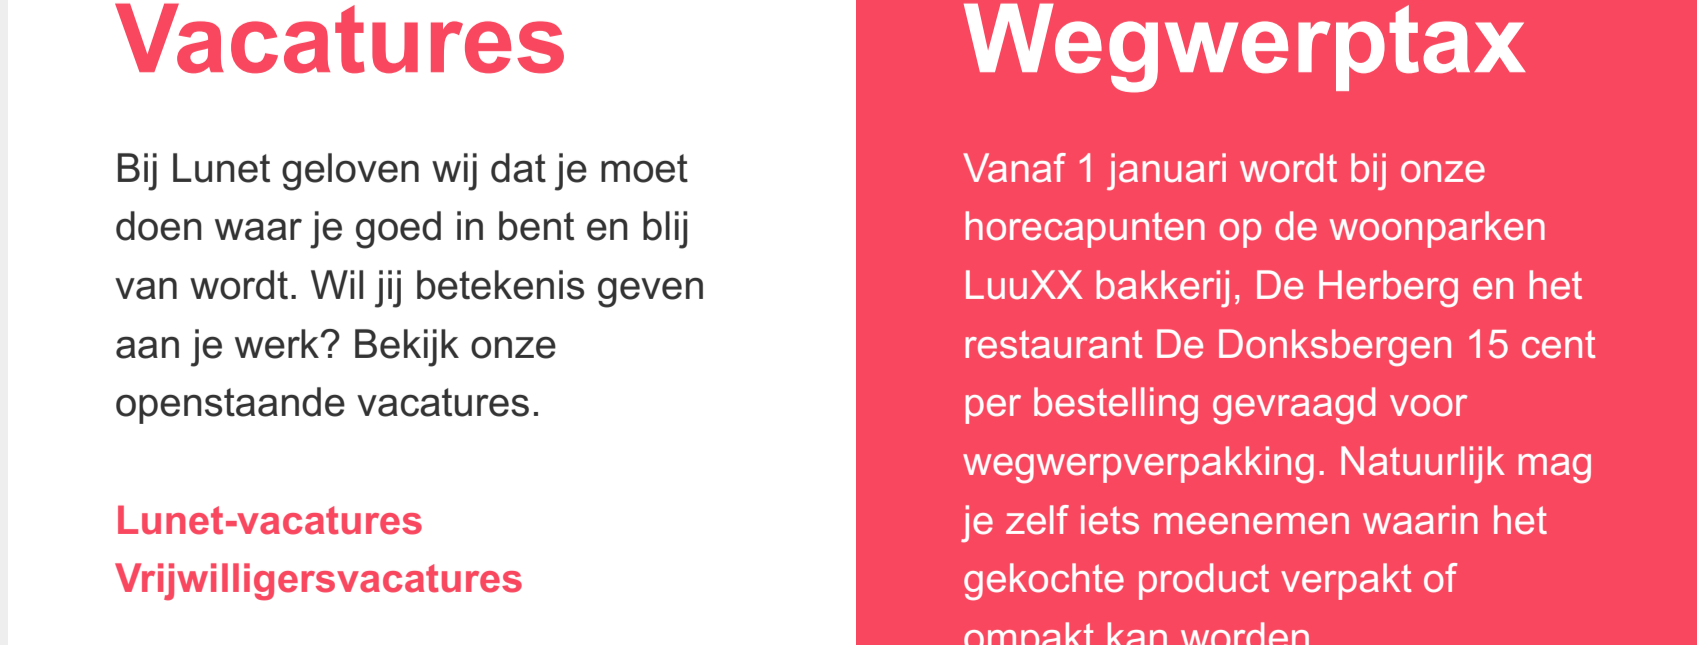 Vacatures
Bij Lunet geloven wij dat je moet
doen waar je goed in bent en blij
van wordt. Wil jij betekenis geven
aan je werk? Bekijk onze
openstaande vacatures.
Lunet-vacatures
Vrijwilligersvacatures
Wegwerptax
Vanaf 1 januari wordt bij onze
horecapunten op de woonparken
LuuXX bakkerij, De Herberg en het
restaurant De Donksbergen 15 cent
per bestelling gevraagd voor
wegwerpverpakking. Natuurlijk mag
je zelf iets meenemen waarin het
gekochte product verpakt of
ompakt kan worden